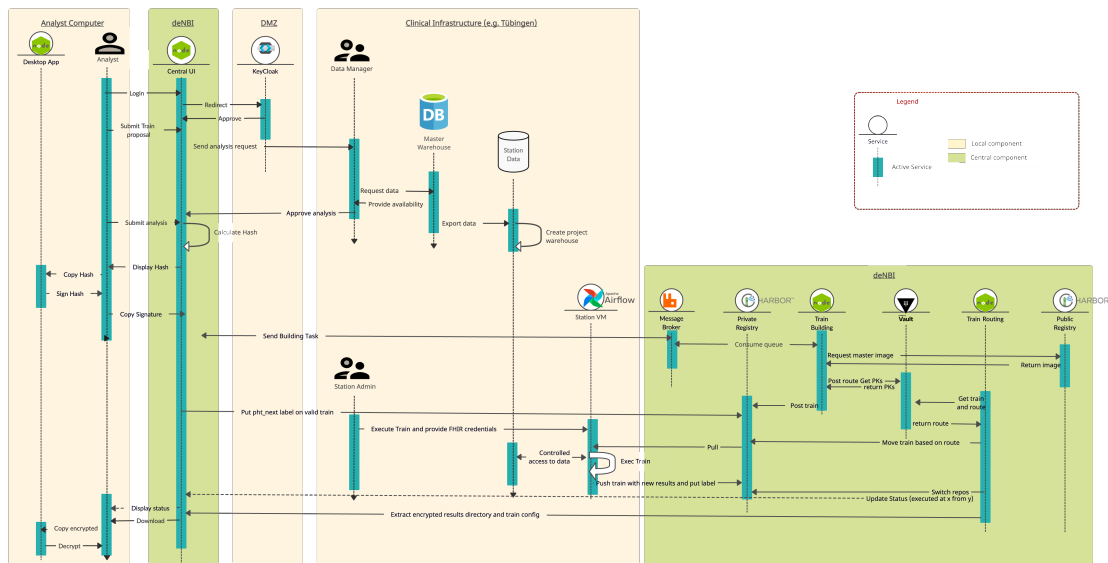 Analyst Computer
deNBI
DMZ
Clinical Infrastructure (e.g. Tübingen)
node
Desktop App
Analyst
node
Central UI
KeyCloak
Data Manager
DB
Master
Warehouse
Station
Data
Legend
Service
Active Service
Local component
Central component
Login
Redirect
Approve
Submit Train
proposal
Send analysis request
Request data
Provide availability
Approve analysis
Submit analysis
Calculate Hash
Export data
Create project
warehouse
Display Hash
Copy Hash
Sign Hash
Copy Signature
deNBI
Apache
Airflow
Station VM
Message
Broker
HARBOR™
Private
Registry
node
Train
Building
Vault
node
Train Routing
HARBOR
Public
Registry
Send Building Task
Consume queue
Request master image
Return image
Station Admin
Post route Get PKs
return PKs
Put pht_next label on valid train
Post train
Get train
and route
return route
Execute Train and provide FHIR credentials
Move train based on route
Pull
Controlled
access to data
Exec Train
Push train with new results and put label
Switch repos
Update Status (executed at x from y)
Display status
Download
Extract encrypted results directory and train config
Copy encrypted
Decrypt